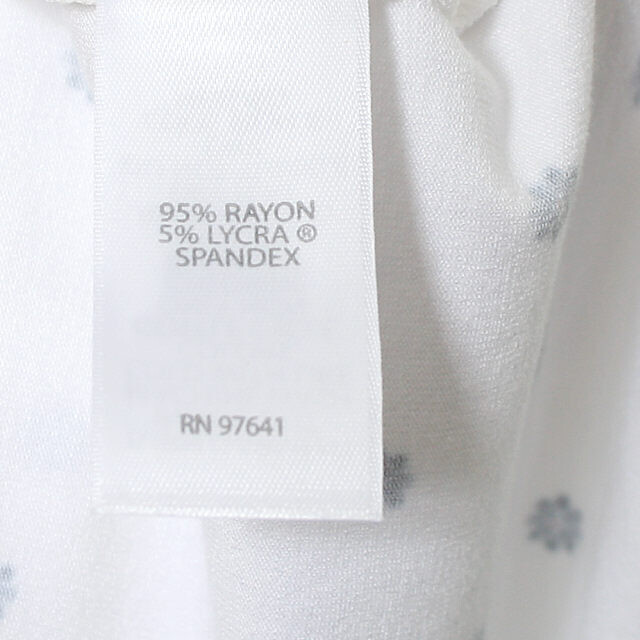 95% RAYON
5% LYCRA ®
SPANDEX
RN 97641